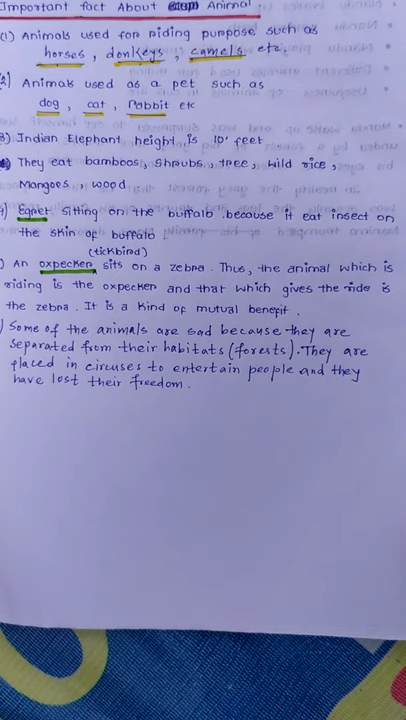 Important fact About Animal
(1) Animals used for riding purpose such as
horses, donkeys, camels etc.
2) Animals used as a pet such as
dog, cat, Rabbit etc
3) Indian Elephant height is 10' feet
They eat bamboos, Shrubs, tree, wild rice,
Mangoes, wood
4) Egret sitting on the buffalo because it eat insect on
the skin of buffalo.
(tickbird)
) An oxpecker sits on a zebra. Thus, the animal which is
riding is the oxpecker and that which gives the ride is
the zebra. It is a kind of mutual benefit.
) Some of the animals are sad because they are
separated from their habitats (forests). They are
placed in circuses to entertain people and they
have lost their freedom.